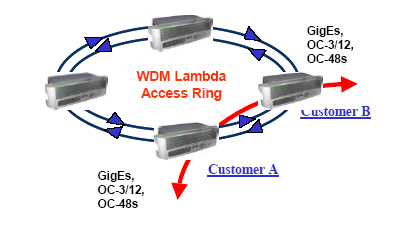 GigEs,
OC-3/12,
OC-48s
WDM Lambda
Access Ring
Customer B
Customer A
GigEs,
OC-3/12,
OC-48s